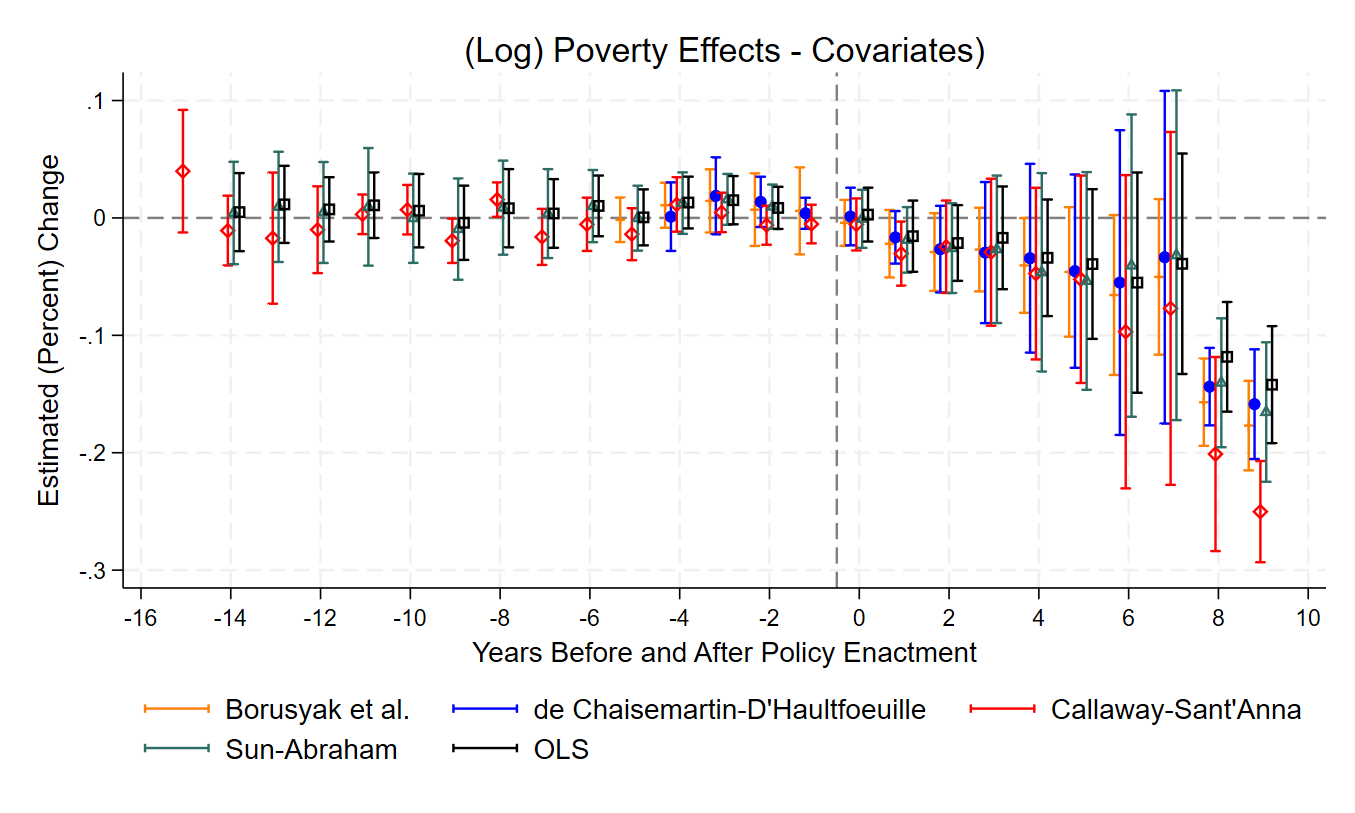 (Log) Poverty Effects - Covariates)
Estimated (Percent) Change
.1
0
-.1
-.2
-.3
-16 -14 -12 -10 -8 -6 -4 -2 0 2 4 6 8 10
Years Before and After Policy Enactment
Borusyak et al. de Chaisemartin-D'Haultfoeuille Callaway-Sant'Anna
Sun-Abraham OLS